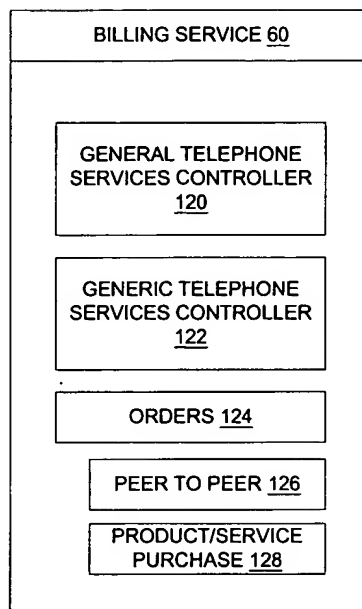 BILLING SERVICE 60
GENERAL TELEPHONE
SERVICES CONTROLLER
120
GENERIC TELEPHONE
SERVICES CONTROLLER
122
ORDERS 124
PEER TO PEER 126
PRODUCT/SERVICE
PURCHASE 128